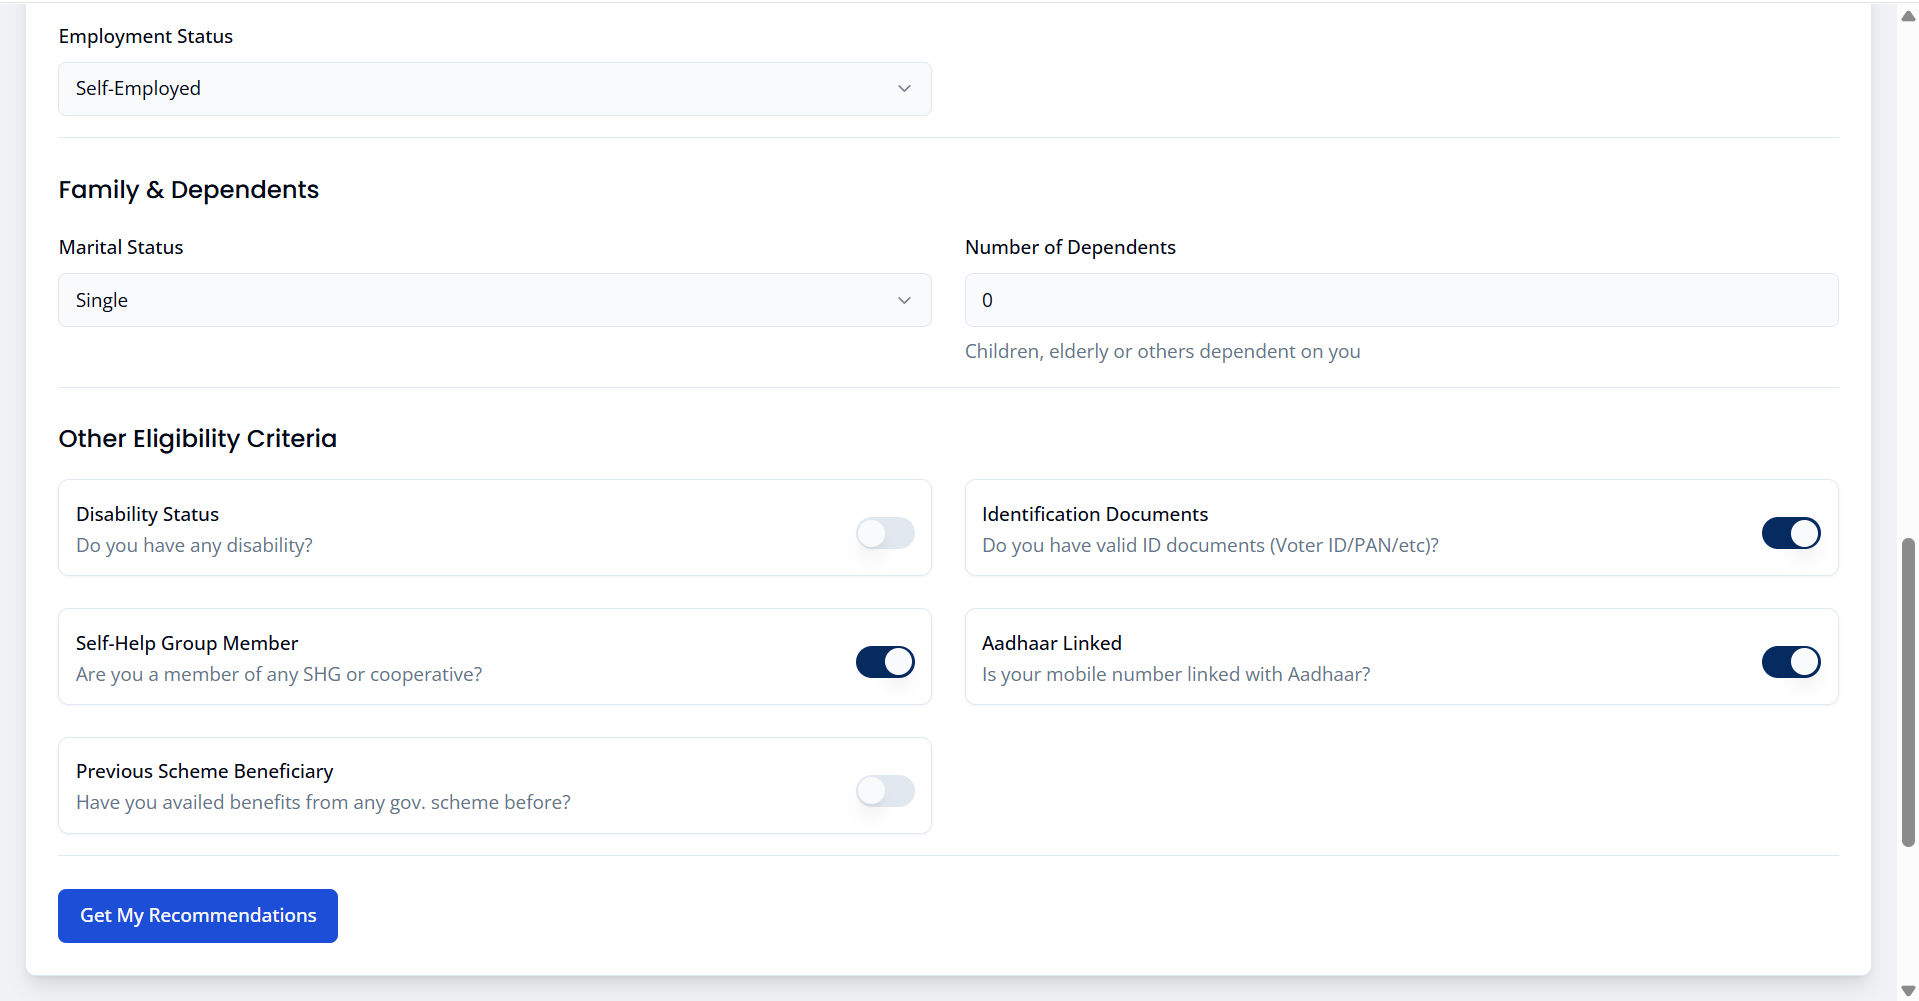 Employment Status
Self-Employed
Family & Dependents
Marital Status
Single
Number of Dependents
0
Children, elderly or others dependent on you
Other Eligibility Criteria
Disability Status
Do you have any disability?
Identification Documents
Do you have valid ID documents (Voter ID/PAN/etc)?
Self-Help Group Member
Are you a member of any SHG or cooperative?
Aadhaar Linked
Is your mobile number linked with Aadhaar?
Previous Scheme Beneficiary
Have you availed benefits from any gov. scheme before?
Get My Recommendations